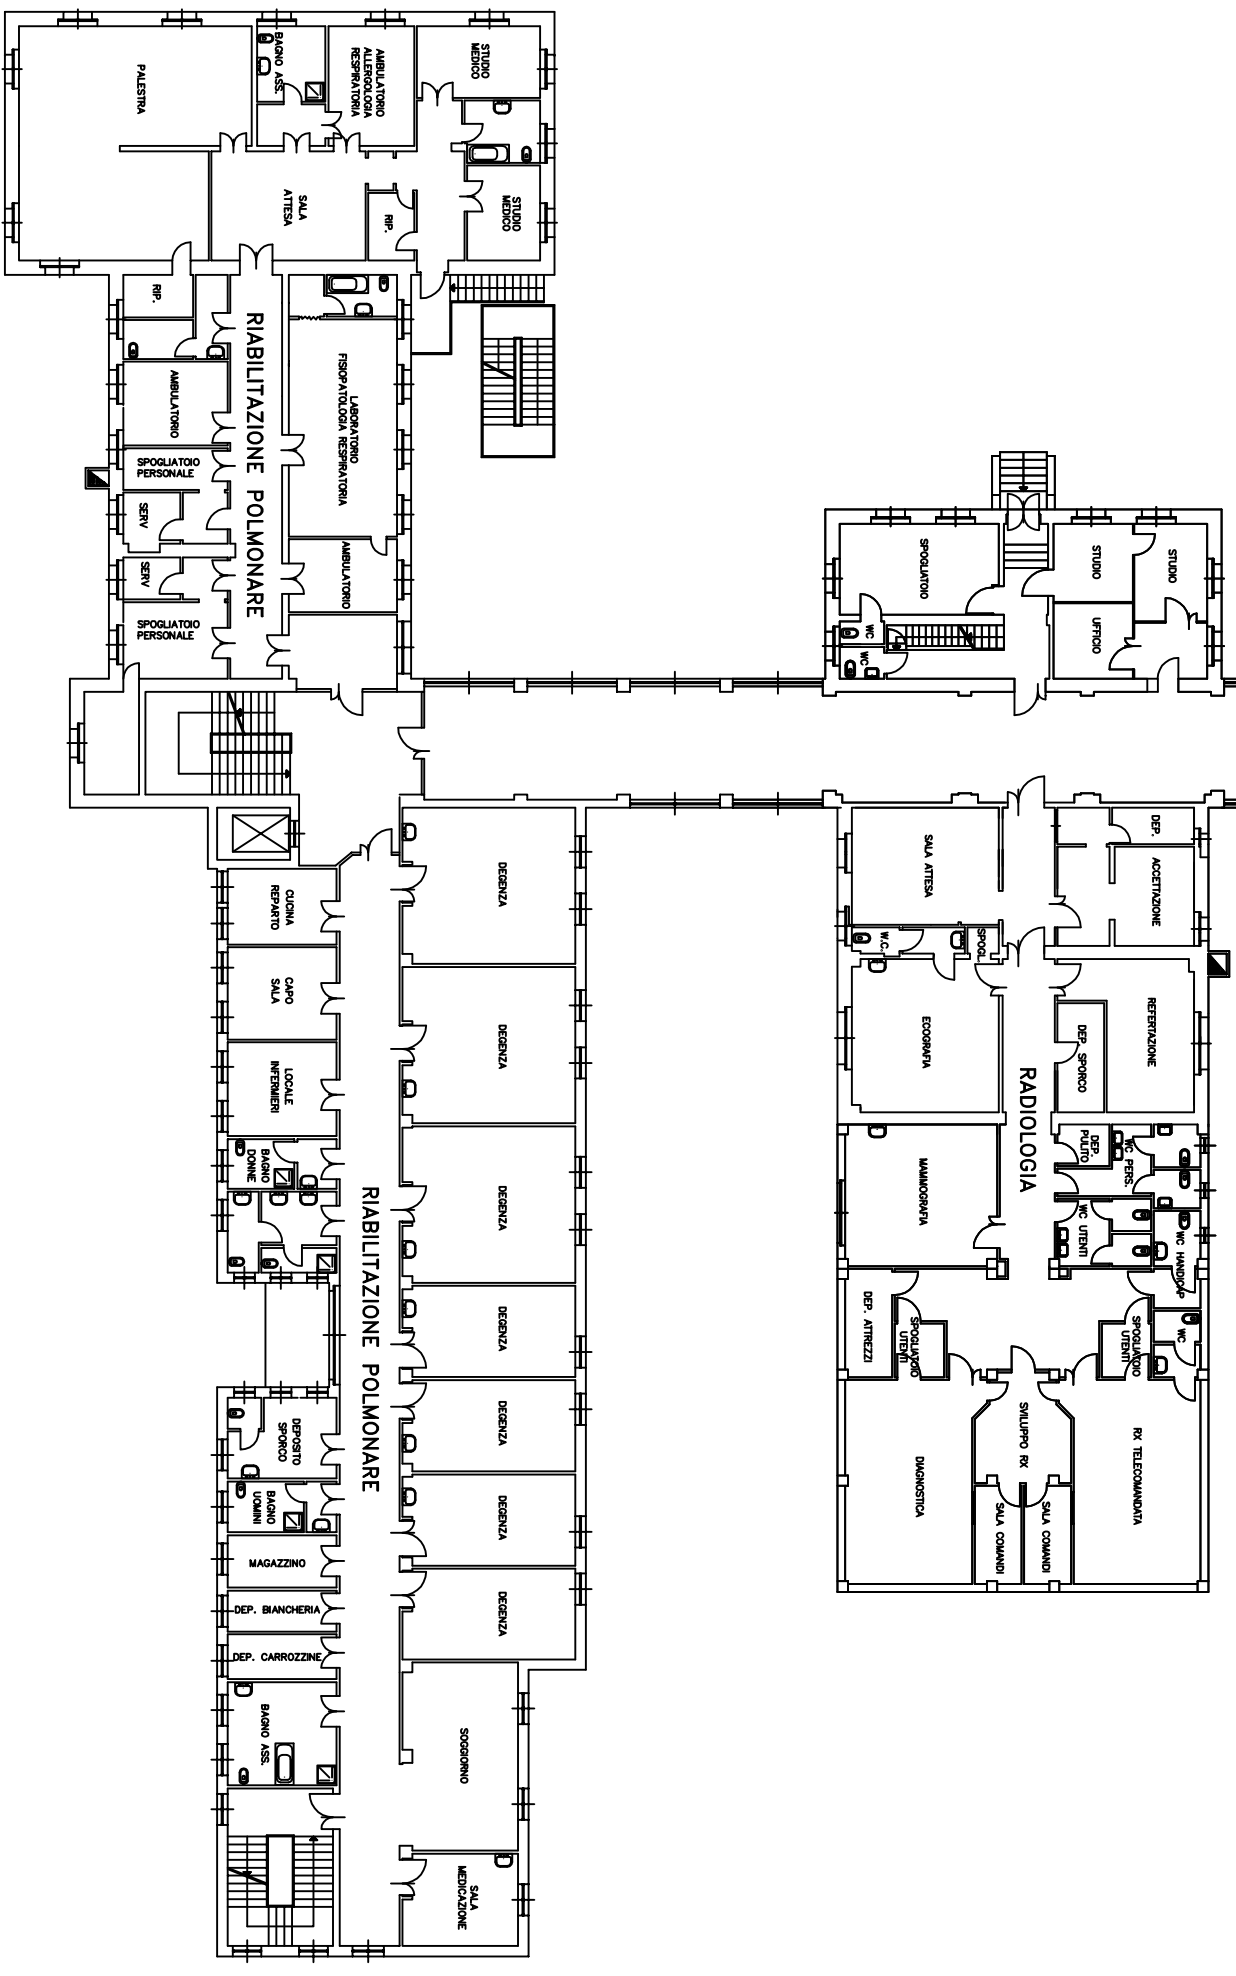 PALESTRA
BAGNO ASS.
AMBULATORIO
ALLERGOLOGIA
RESPIRATORIA
STUDIO
MEDICO
STUDIO
MEDICO
SALA
ATTESA
RIP.
RIP.
AMBULATORIO
SPOGLIATOIO
PERSONALE
SERV
SERV
SPOGLIATOIO
PERSONALE
RIABILITAZIONE POLMONARE
LABORATORIO
FISIOPATOLOGIA RESPIRATORIA
AMBULATORIO
SPOGLIATOIO
WC
WC
STUDIO
STUDIO
UFFICIO
CUCINA
REPARTO
CAPO
SALA
LOCALE
INFERMIERI
BAGNO
DONNE
DEPOSITO
SPORCO
BAGNO
UOMINI
MAGAZZINO
DEP. BIANCHERIA
DEP. CARROZZINE
BAGNO ASS.
RIABILITAZIONE POLMONARE
DEGENZA
DEGENZA
DEGENZA
DEGENZA
DEGENZA
DEGENZA
DEGENZA
SOGGIORNO
SALA
MEDICAZIONE
SALA ATTESA
DEP.
ACCETTAZIONE
W.C.
SPOGL.
ECOGRAFIA
REFERTAZIONE
DEP. SPORCO
RADIOLOGIA
MAMMOGRAFIA
DEP.
PULITO
WC PERS.
WC UTENTI
WC HANDICAP
DEP. ATTREZZI
SPOGLIATOIO
UTENTI
SPOGLIATOIO
UTENTI
WC
DIAGNOSTICA
SVILUPPO RX
SALA COMANDI
SALA COMANDI
RX TELECOMANDATA